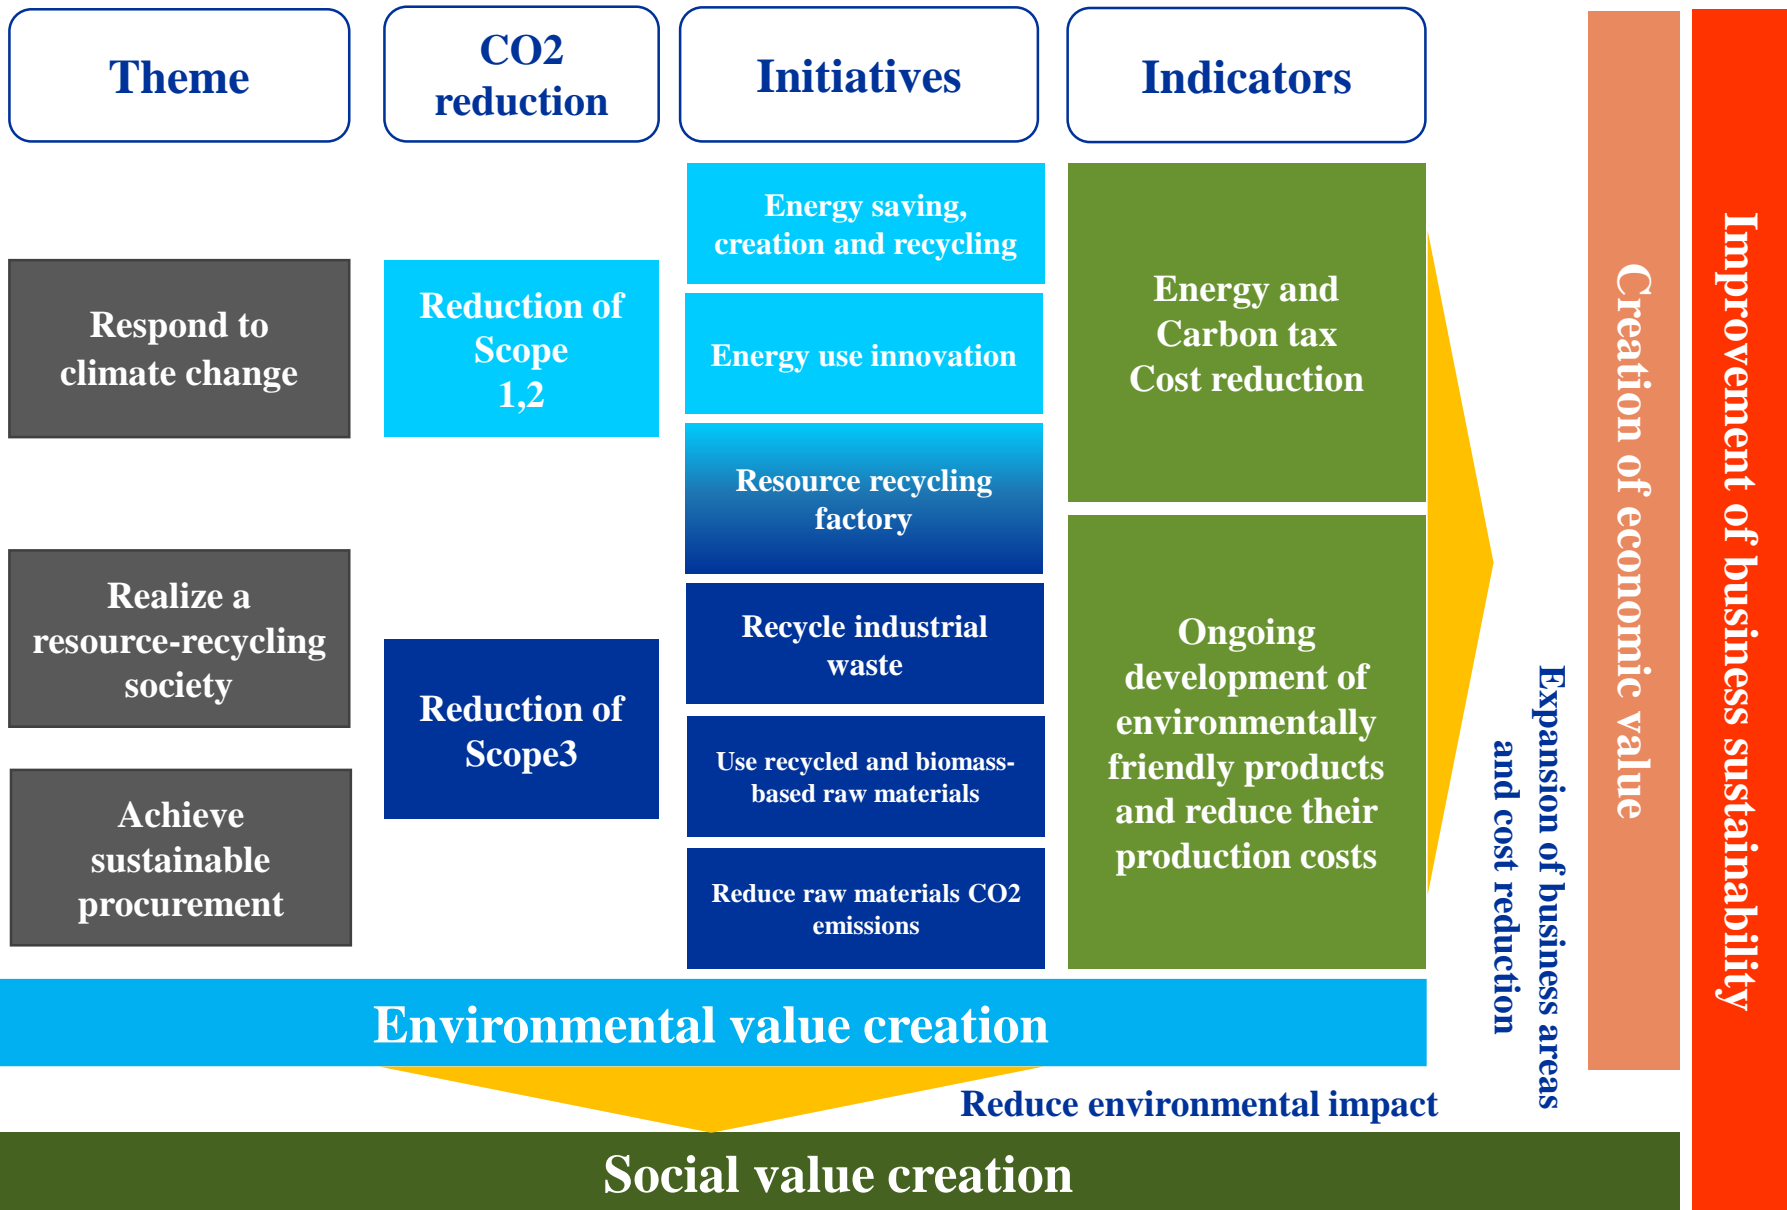 Theme
CO2
reduction
Initiatives
Indicators
Respond to
climate change
Realize a
resource-recycling
society
Achieve
sustainable
procurement
Reduction of
Scope
1,2
Reduction of
Scope3
Energy saving,
creation and recycling
Energy use innovation
Resource recycling
factory
Recycle industrial
waste
Use recycled and biomass-
based raw materials
Reduce raw materials CO2
emissions
Energy and
Carbon tax
Cost reduction
Ongoing
development of
environmentally
friendly products
and reduce their
production costs
Expansion of business areas
and cost reduction
Creation of economic value
Improvement of business sustainability
Environmental value creation
Reduce environmental impact
Social value creation